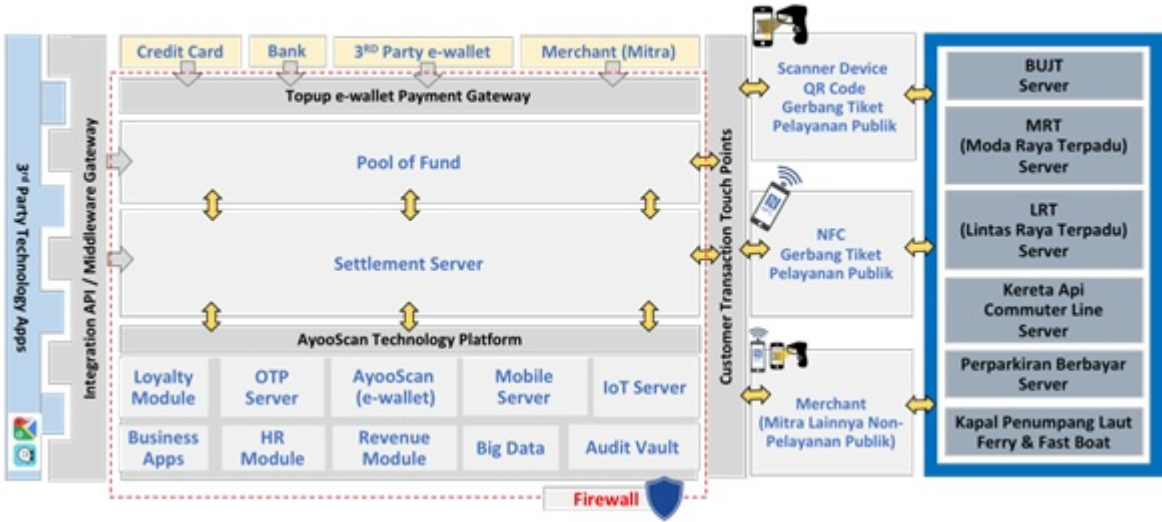 3rd Party Technology Apps
Integration API / Middleware Gateway
Credit Card
Bank
3RD Party e-wallet
Merchant (Mitra)
Topup e-wallet Payment Gateway
Pool of Fund
Settlement Server
AyooScan Technology Platform
Loyalty
Module
OTP
Server
AyooScan
(e-wallet)
Mobile
Server
IoT Server
Business
Apps
HR
Module
Revenue
Module
Big Data
Audit Vault
Firewall
Customer Transaction Touch Points
Scanner Device
QR Code
Gerbang Tiket
Pelayanan Publik
NFC
Gerbang Tiket
Pelayanan Publik
Merchant
(Mitra Lainnya Non-
Pelayanan Publik)
BUJT
Server
MRT
(Moda Raya Terpadu)
Server
LRT
(Lintas Raya Terpadu)
Server
Kereta Api
Commuter Line
Server
Perparkiran Berbayar
Server
Kapal Penumpang Laut
Ferry & Fast Boat